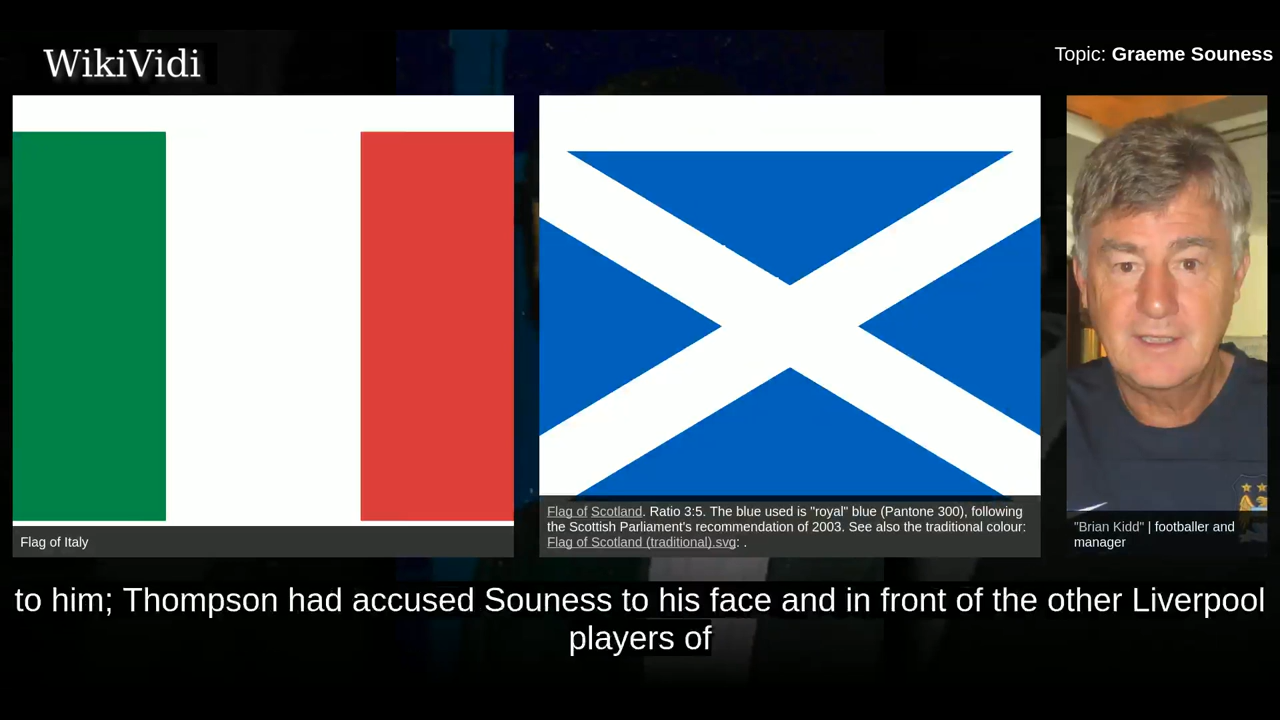 WikiVidi
Topic: Graeme Souness
Flag of Italy
Flag of Scotland. Ratio 3:5. The blue used is "royal" blue (Pantone 300), following
the Scottish Parliament's recommendation of 2003. See also the traditional colour:
Flag of Scotland (traditional).svg: .
"Brian Kidd" | footballer and
manager
to him; Thompson had accused Souness to his face and in front of the other Liverpool
players of